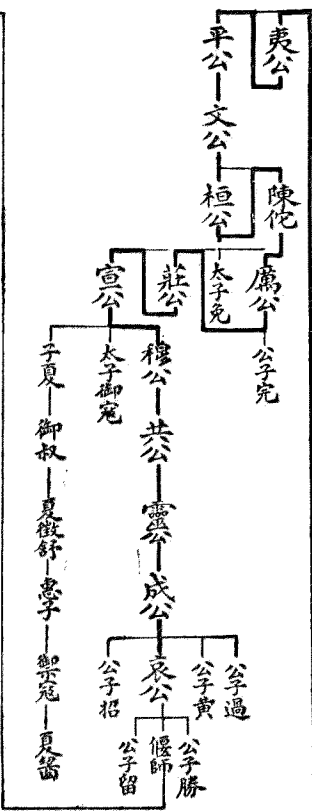 夷公
平公
文公
陳佗
桓公
厲公
太子免
莊公
宣公
公子完
穆公
太子御寇
子夏
共公
御叔
靈公
夏徵舒
成公
惠子
公子過
公子黃
哀公
公子招
禦寇
夏齧
公子勝
偃師
公子留